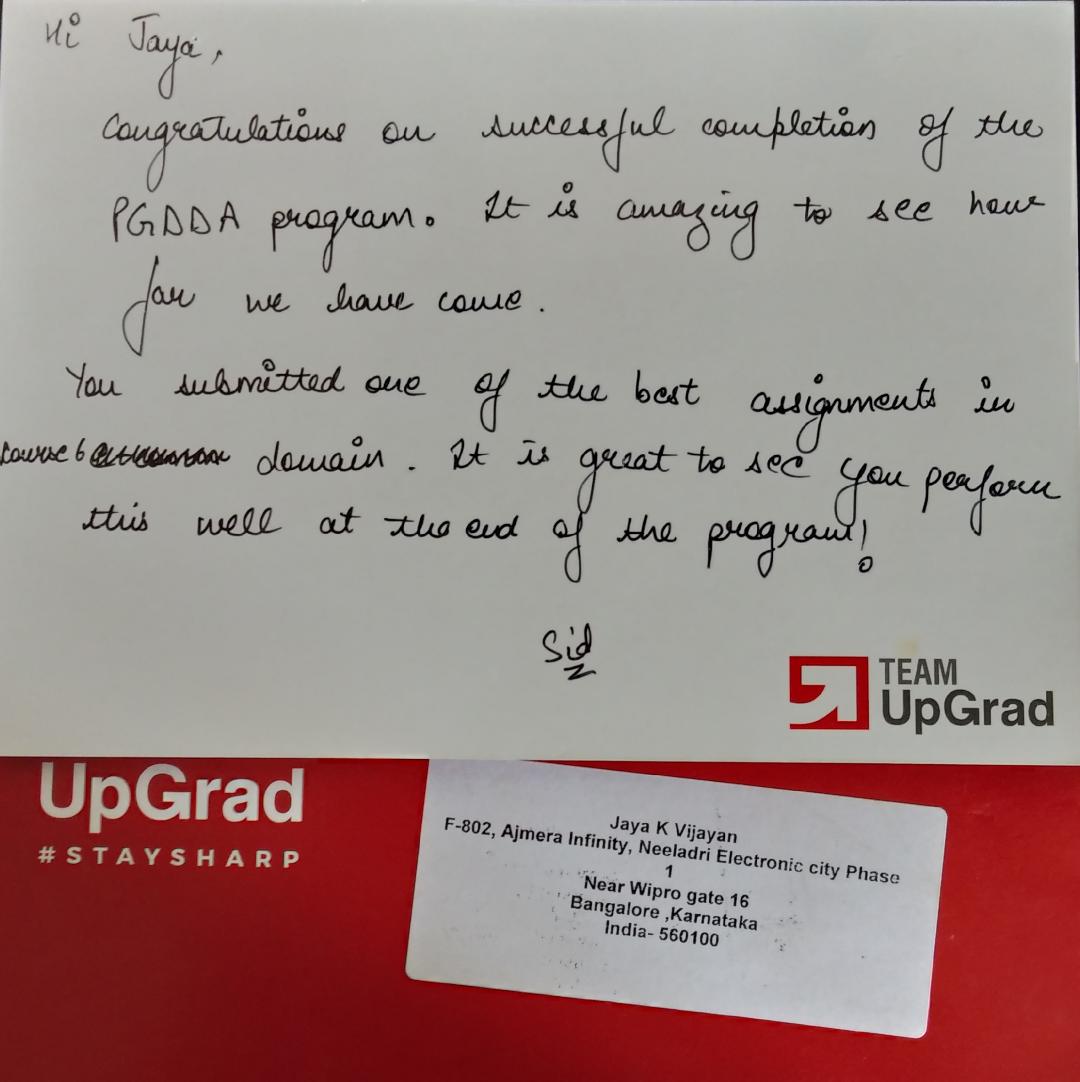 Hi Jaya,
Congratulations on successful completion of the
PGDDA program. It is amazing to see how
far we have come.
You submitted one of the best assignments in
course 6 domain. It is great to see you perform
this well at the end of the program!
Sid
TEAM
UpGrad
UpGrad
#STAYSHARP
Jaya K Vijayan
F-802, Ajmera Infinity, Neeladri Electronic city Phase
1
Near Wipro gate 16
Bangalore ,Karnataka
India- 560100